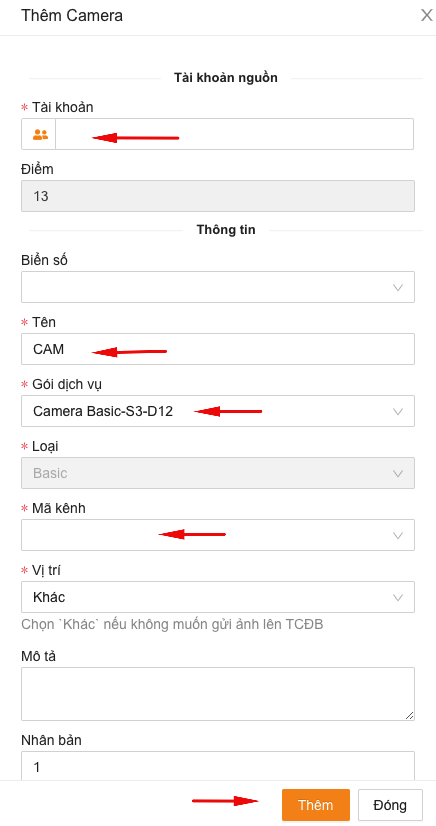 Thêm Camera
X
Tài khoản nguồn
* Tài khoản
Điểm
13
Thông tin
Biển số
* Tên
CAM
* Gói dịch vụ
Camera Basic-S3-D12
* Loại
Basic
* Mã kênh
* Vị trí
Khác
Chọn `Khác` nếu không muốn gửi ảnh lên TCĐB
Mô tả
Nhân bản
1
Thêm
Đóng